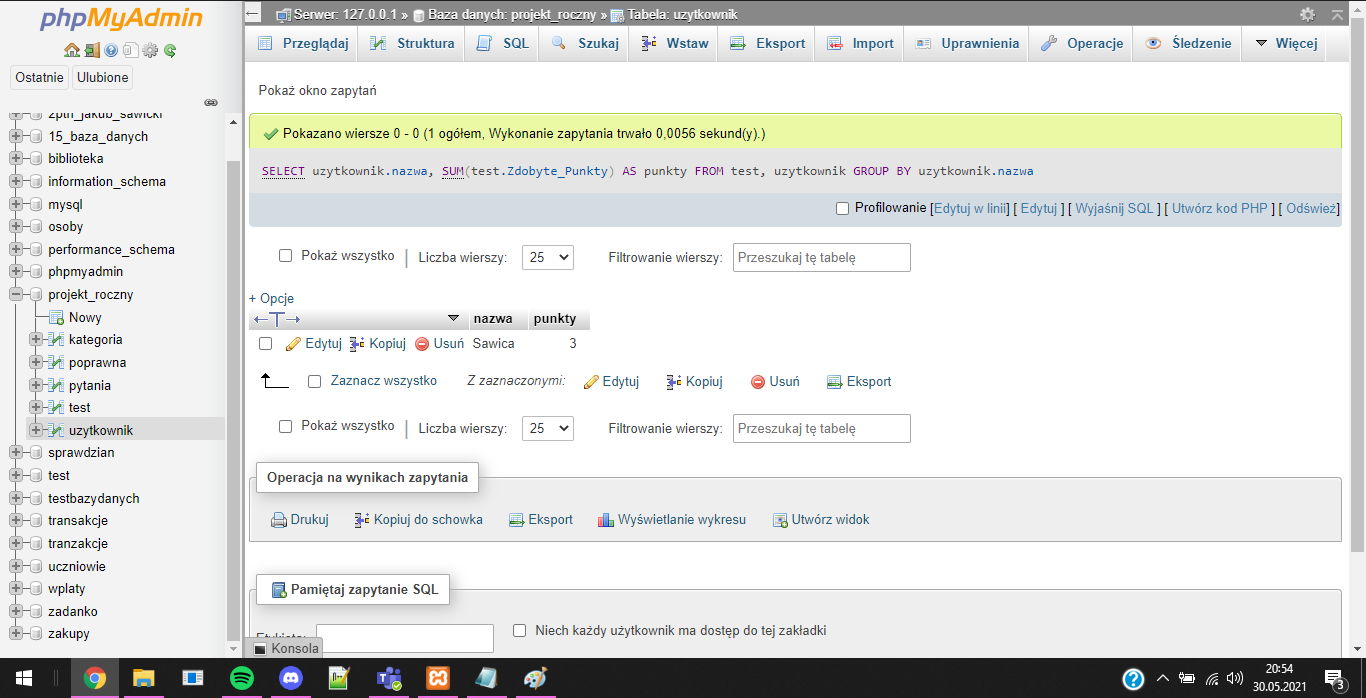 phpMyAdmin
Ostatnie Ulubione
2ptn_jakub_sawicki
15_baza_danych
biblioteka
information_schema
mysql
osoby
performance_schema
phpmyadmin
projekt_roczny
Nowy
kategoria
poprawna
pytania
test
uzytkownik
sprawdzian
test
testbazydanych
transakcje
tranzakcje
uczniowie
wplaty
zadanko
zakupy
Serwer: 127.0.0.1 » Baza danych: projekt_roczny » Tabela: uzytkownik
Przeglądaj Struktura SQL Szukaj Wstaw Eksport Import Uprawnienia Operacje Śledzenie Więcej
Pokaż okno zapytań
Pokazano wiersze 0 - 0 (1 ogółem, Wykonanie zapytania trwało 0,0056 sekund(y).)
SELECT uzytkownik.nazwa, SUM(test.Zdobyte_Punkty) AS punkty FROM test, uzytkownik GROUP BY uzytkownik.nazwa
Profilowanie [Edytuj w linii] [ Edytuj ] [ Wyjaśnij SQL ] [ Utwórz kod PHP ] [ Odśwież]
Pokaż wszystko | Liczba wierszy: 25 Filtrowanie wierszy: Przeszukaj tę tabelę
+ Opcje
←T→ nazwa punkty
Edytuj Kopiuj Usuń Sawica 3
Zaznacz wszystko Z zaznaczonymi: Edytuj Kopiuj Usuń Eksport
Pokaż wszystko | Liczba wierszy: 25 Filtrowanie wierszy: Przeszukaj tę tabelę
Operacja na wynikach zapytania
Drukuj Kopiuj do schowka Eksport Wyświetlanie wykresu Utwórz widok
Pamiętaj zapytanie SQL
Etykieta: Niech każdy użytkownik ma dostęp do tej zakładki
Konsola
20:54
30.05.2021
3